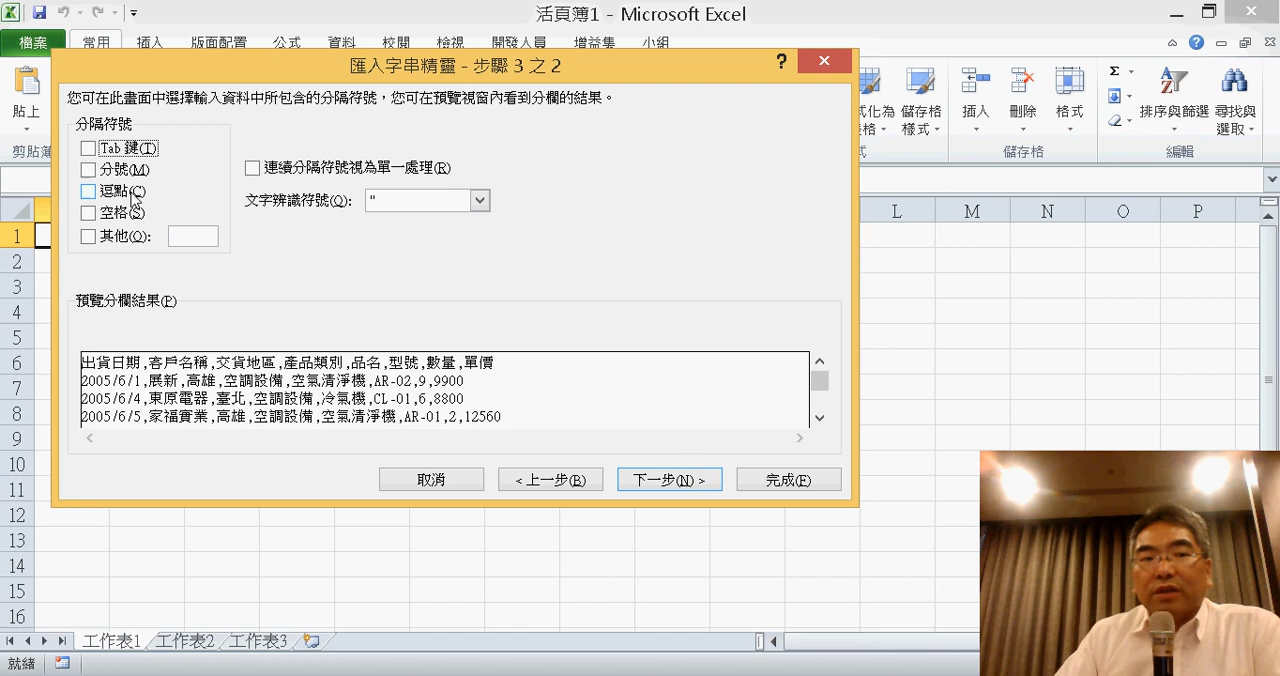 活頁簿1 - Microsoft Excel
檔案 常用 插入 版面配置 公式 資料 校閱 檢視 開發人員 增益集 小組
匯入字串精靈 - 步驟 3 之 2
您可在此畫面中選擇輸入資料中所包含的分隔符號，您可在預覽視窗內看到分欄的結果。
分隔符號
Tab 鍵(T)
分號(M)
逗點(C)
空格(S)
其他(O):
連續分隔符號視為單一處理(R)
文字辨識符號(Q): "
預覽分欄結果(P)
出貨日期,客戶名稱,交貨地區,產品類別,品名,型號,數量,單價
2005/6/1,展新,高雄,空調設備,空氣清淨機,AR-02,9,9900
2005/6/4,東原電器,臺北,空調設備,冷氣機,CL-01,6,8800
2005/6/5,家福實業,高雄,空調設備,空氣清淨機,AR-01,2,12560
取消 < 上一步(B) 下一步(N) > 完成(F)
貼上
剪貼簿
式化為
格
儲存格
樣式
式
插入 刪除 格式
儲存格
Σ
排序與篩選 尋找與
選取
編輯
L M N O P
1
2
3
4
5
6
7
8
9
10
11
12
13
14
15
16
工作表1 工作表2 工作表3
就緒